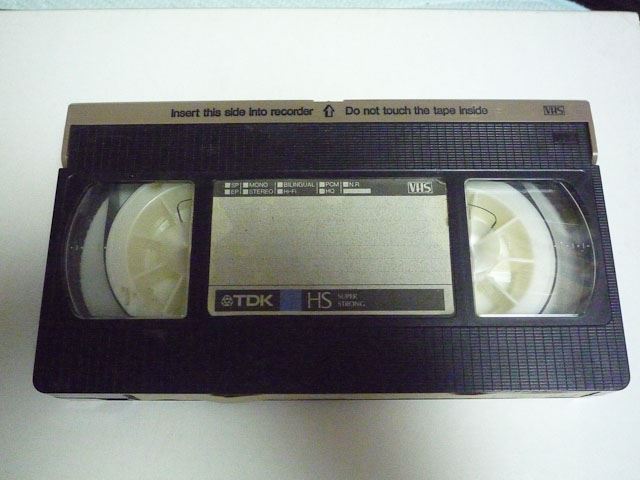 Insert this side into recorder ⇧ Do not touch the tape inside VHS
SP MONO BILINGUAL PCM N.R. VHS
EP STEREO Hi-Fi HQ
TDK HS SUPER
STRONG